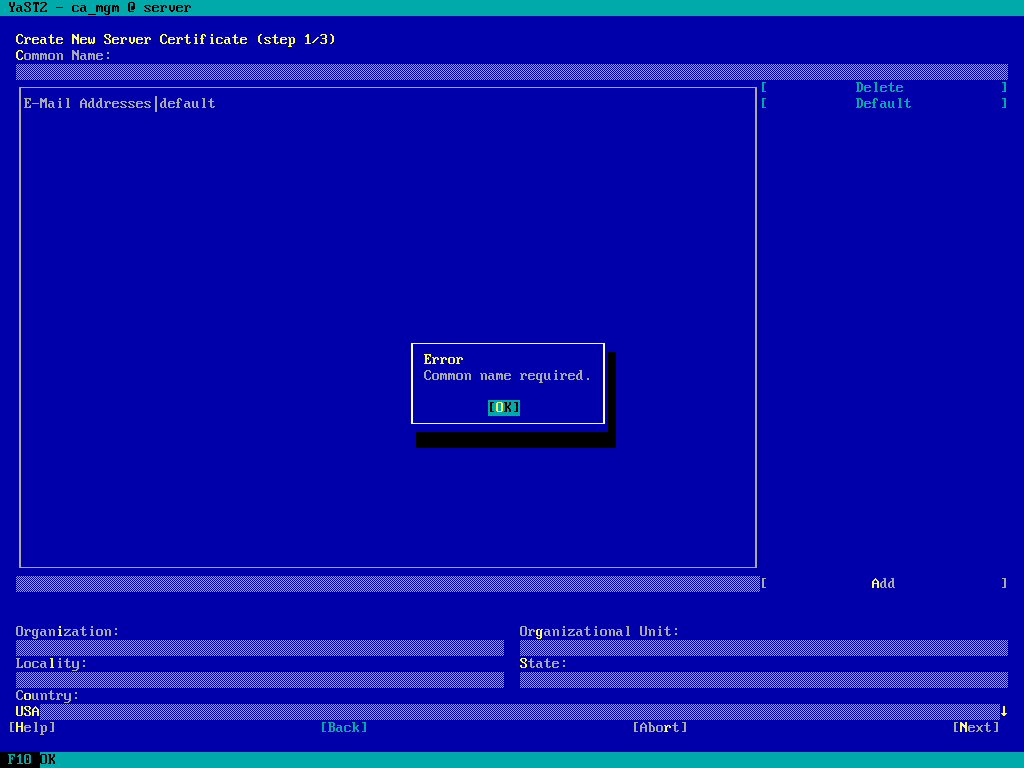 YaST2 - ca_mgm @ server
Create New Server Certificate (step 1/3)
Common Name:
[ Delete ]
E-Mail Addresses|default [ Default ]
Error
Common name required.
[OK]
[ Add ]
Organization: Organizational Unit:
Locality: State:
Country:
USA ↓
[Help] [Back] [Abort] [Next]
F10 OK